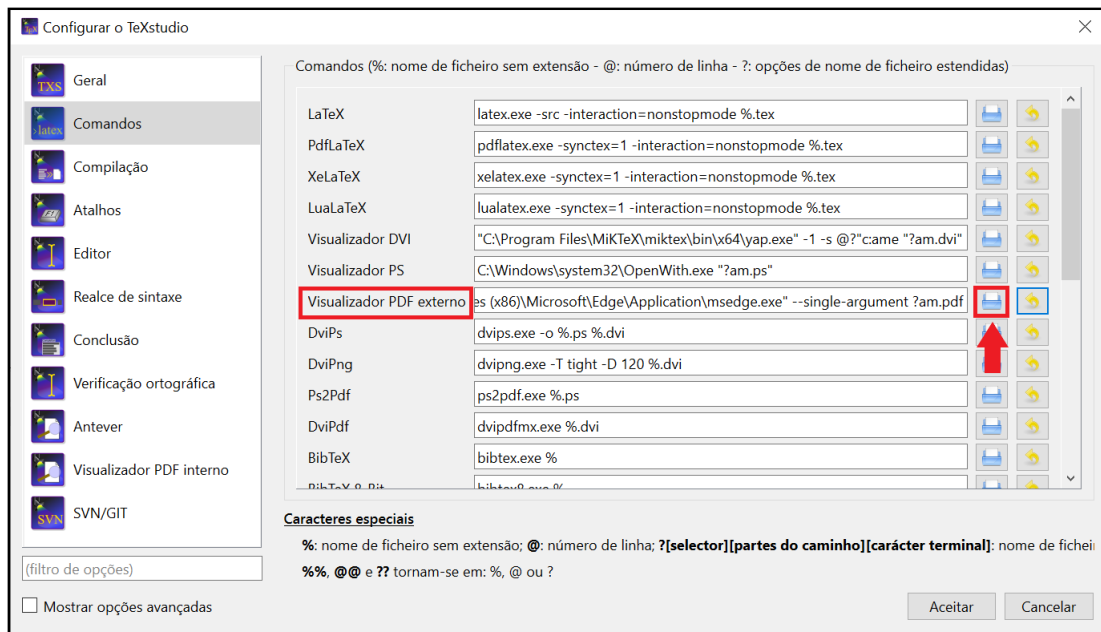 Configurar o TeXstudio
Geral
Comandos
Compilação
Atalhos
Editor
Realce de sintaxe
Conclusão
Verificação ortográfica
Antever
Visualizador PDF interno
SVN/GIT
(filtro de opções)
Mostrar opções avançadas
Comandos (%: nome de ficheiro sem extensão - @: número de linha - ?: opções de nome de ficheiro estendidas)
LaTeX latex.exe -src -interaction=nonstopmode %.tex
PdfLaTeX pdflatex.exe -synctex=1 -interaction=nonstopmode %.tex
XeLaTeX xelatex.exe -synctex=1 -interaction=nonstopmode %.tex
LuaLaTeX lualatex.exe -synctex=1 -interaction=nonstopmode %.tex
Visualizador DVI "C:\Program Files\MiKTeX\miktex\bin\x64\yap.exe" -1 -s @?"c:ame "?am.dvi"
Visualizador PS C:\Windows\system32\OpenWith.exe "?am.ps"
Visualizador PDF externo es (x86)\Microsoft\Edge\Application\msedge.exe" --single-argument ?am.pdf
DviPs dvips.exe -o %.ps %.dvi
DviPng dvipng.exe -T tight -D 120 %.dvi
Ps2Pdf ps2pdf.exe %.ps
DviPdf dvipdfmx.exe %.dvi
BibTeX bibtex.exe %
BibTeX 8-Bit bibtex8.exe %
Caracteres especiais
%: nome de ficheiro sem extensão; @: número de linha; ?[selector][partes do caminho][carácter terminal]: nome de fichei
%%, @@ e ?? tornam-se em: %, @ ou ?
Aceitar Cancelar